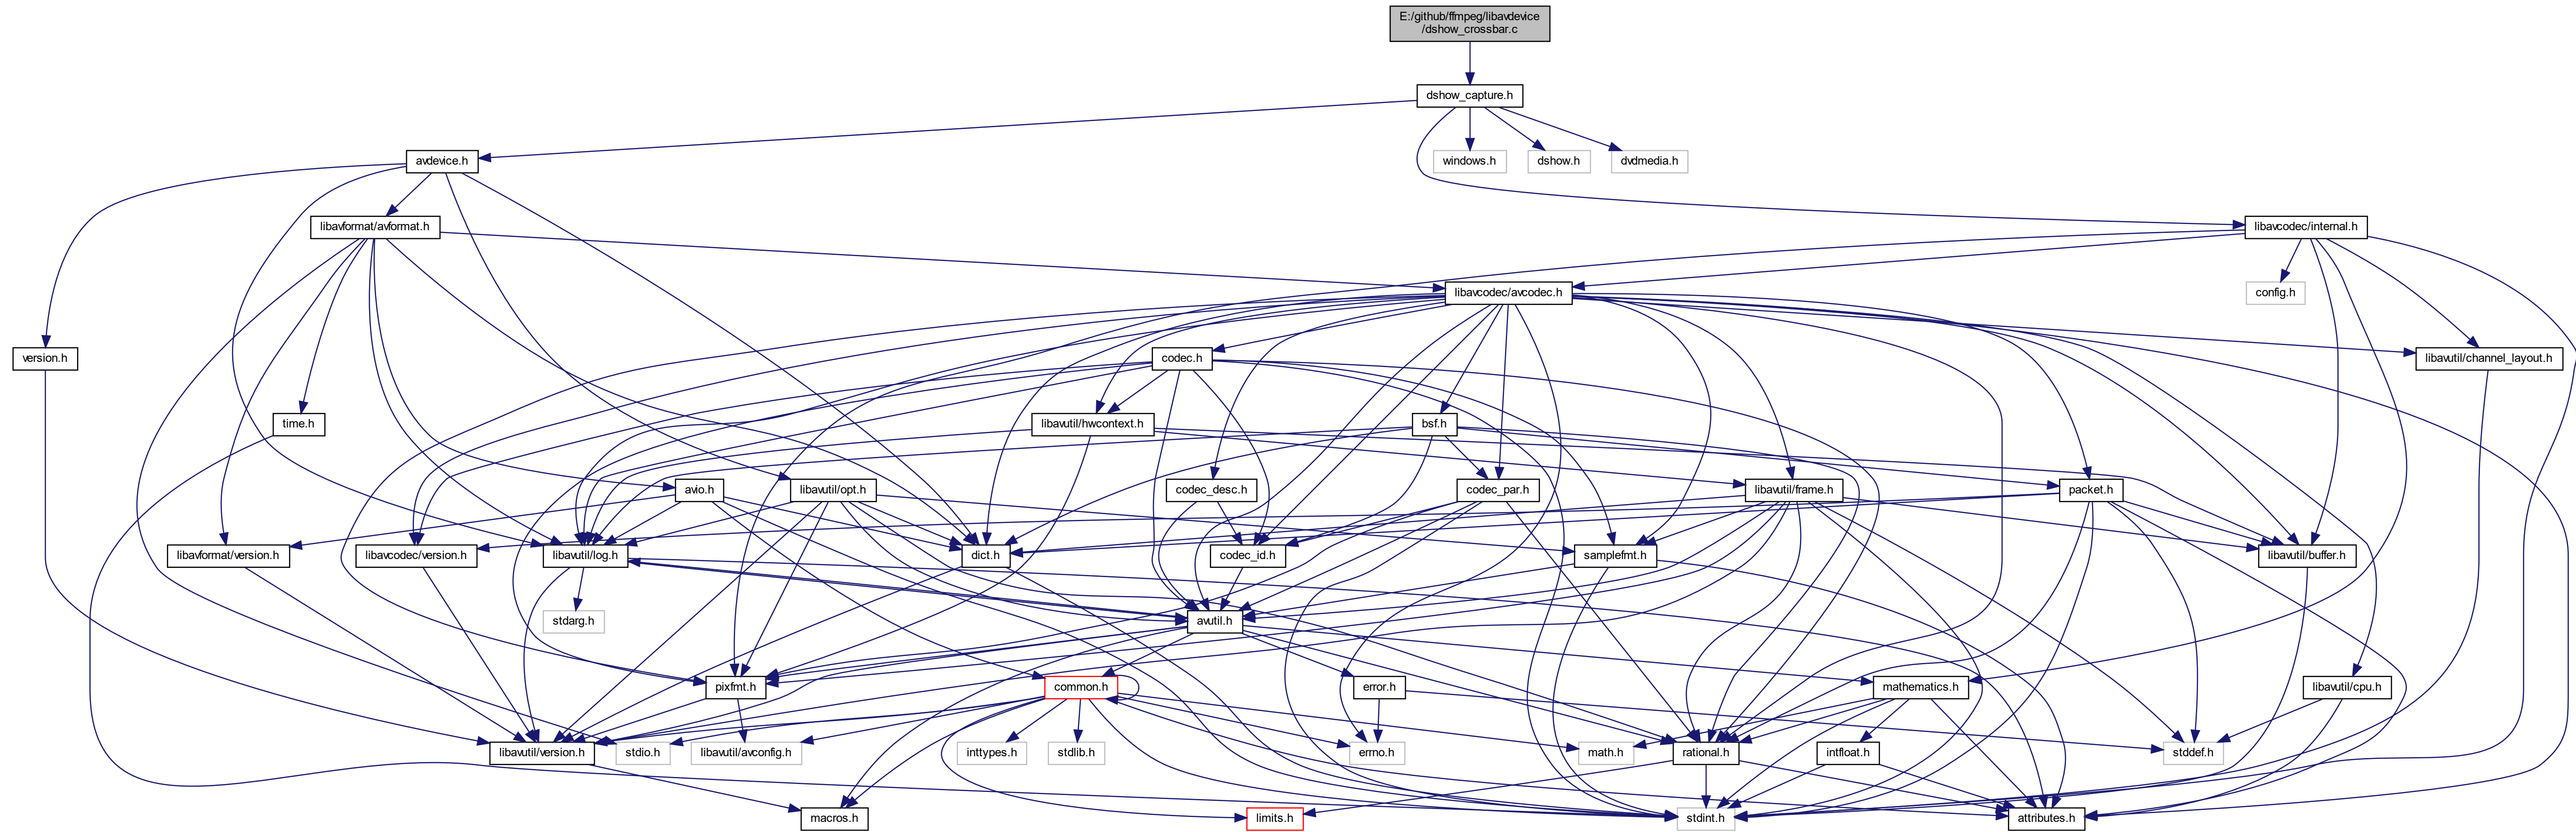 E:/github/ffmpeg/libavdevice
/dshow_crossbar.c
dshow_capture.h
avdevice.h
windows.h
dshow.h
dvdmedia.h
libavformat/avformat.h
libavcodec/internal.h
libavcodec/avcodec.h
config.h
version.h
codec.h
libavutil/channel_layout.h
time.h
libavutil/hwcontext.h
bsf.h
avio.h
libavutil/opt.h
codec_desc.h
codec_par.h
libavutil/frame.h
packet.h
libavformat/version.h
libavcodec/version.h
libavutil/log.h
dict.h
codec_id.h
samplefmt.h
libavutil/buffer.h
stdarg.h
avutil.h
pixfmt.h
common.h
error.h
mathematics.h
libavutil/cpu.h
libavutil/version.h
stdio.h
libavutil/avconfig.h
inttypes.h
stdlib.h
errno.h
math.h
rational.h
intfloat.h
stddef.h
macros.h
limits.h
stdint.h
attributes.h